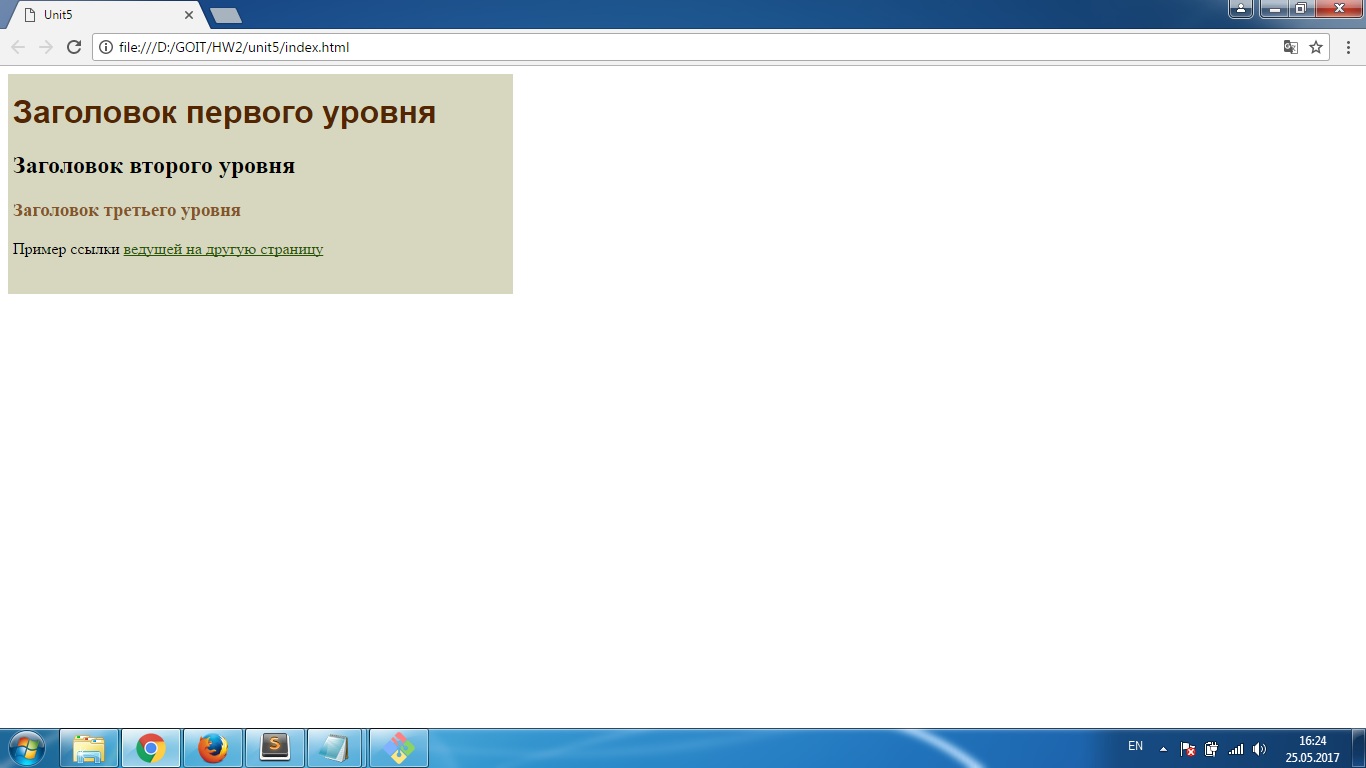 Unit5
file:///D:/GOIT/HW2/unit5/index.html
Заголовок первого уровня
Заголовок второго уровня
Заголовок третьего уровня
Пример ссылки ведушей на другую страницу
EN
16:24
25.05.2017